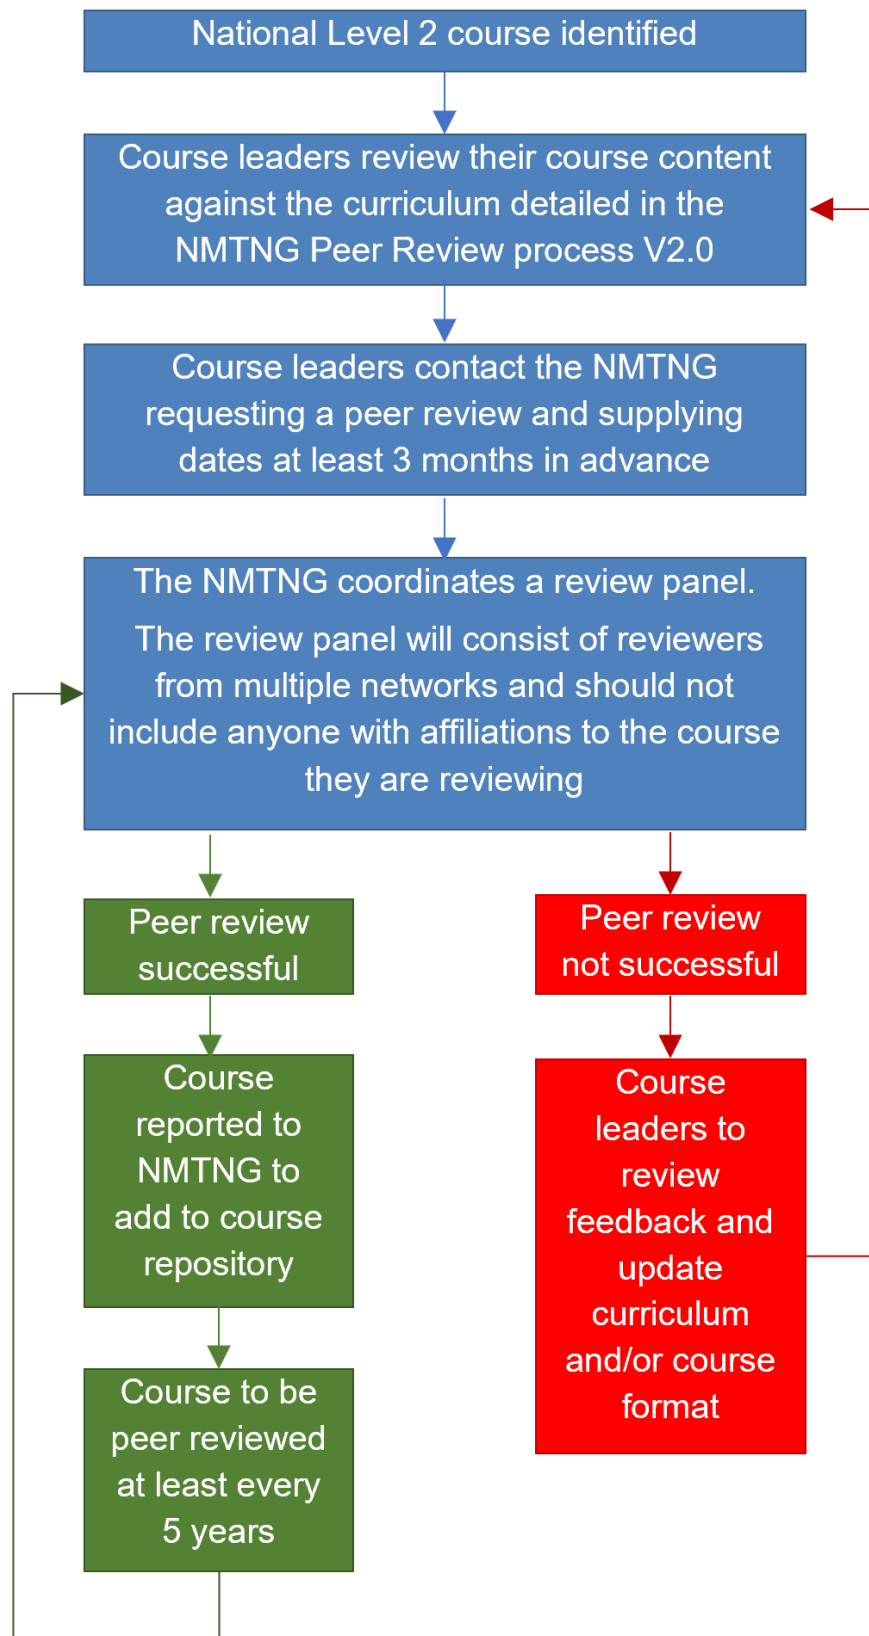 National Level 2 course identified
Course leaders review their course content
against the curriculum detailed in the
NMTNG Peer Review process V2.0
Course leaders contact the NMTNG
requesting a peer review and supplying
dates at least 3 months in advance
The NMTNG coordinates a review panel.
The review panel will consist of reviewers
from multiple networks and should not
include anyone with affiliations to the course
they are reviewing
Peer review
successful
Course
reported to
NMTNG to
add to course
repository
Course to be
peer reviewed
at least every
5 years
Peer review
not successful
Course
leaders to
review
feedback and
update
curriculum
and/or course
format